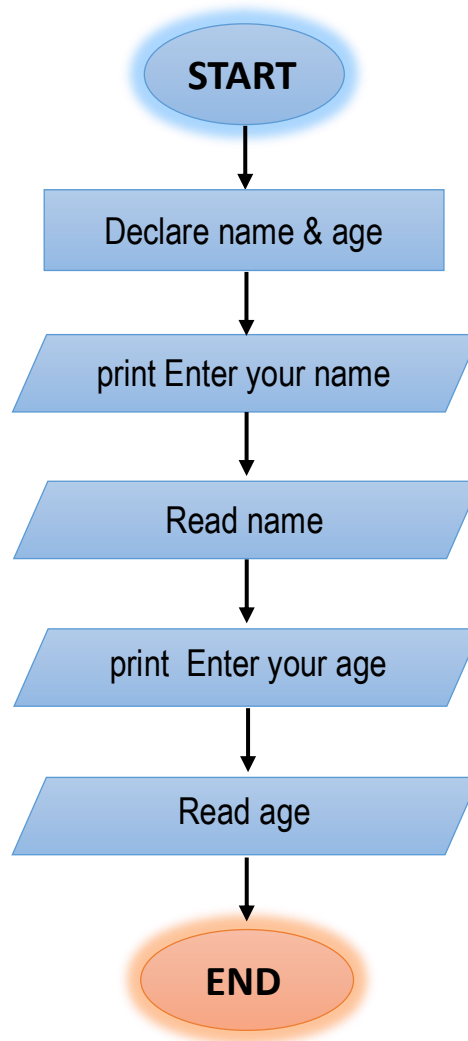 START
Declare name & age
print Enter your name
Read name
print  Enter your age
Read age
END